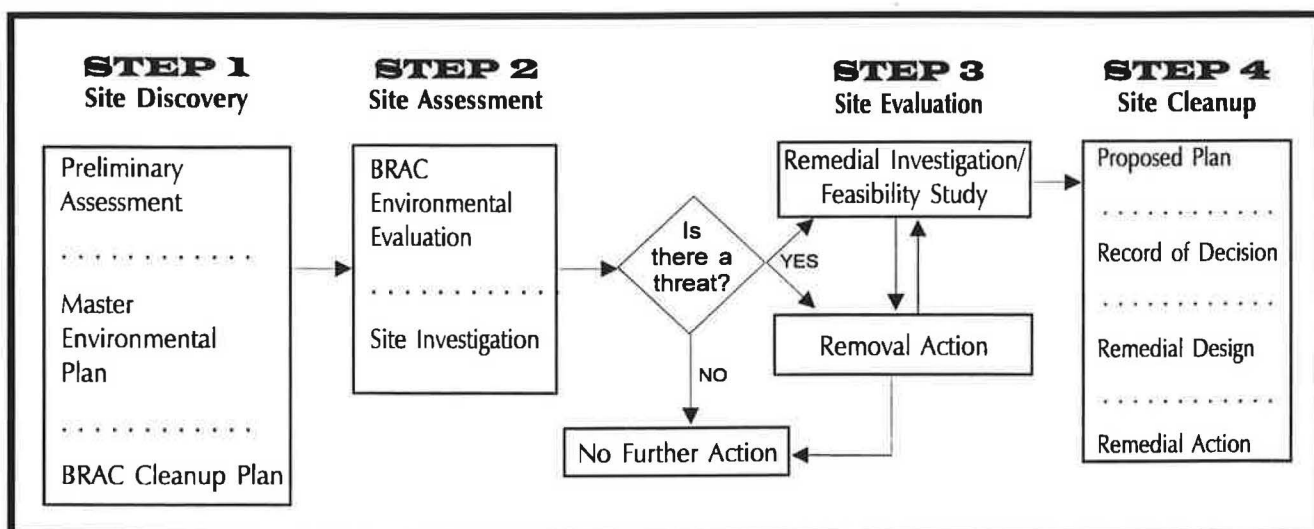 STEP 1
Site Discovery
Preliminary
Assessment
. . . . . . . . . . . .
Master
Environmental
Plan
. . . . . . . . . . . .
BRAC Cleanup Plan
STEP 2
Site Assessment
BRAC
Environmental
Evaluation
. . . . . . . . . . . .
Site Investigation
Is
there a
threat?
YES
NO
No Further Action
STEP 3
Site Evaluation
Remedial Investigation/
Feasibility Study
Removal Action
STEP 4
Site Cleanup
Proposed Plan
. . . . . . . . . . . .
Record of Decision
. . . . . . . . . . . .
Remedial Design
. . . . . . . . . . . .
Remedial Action